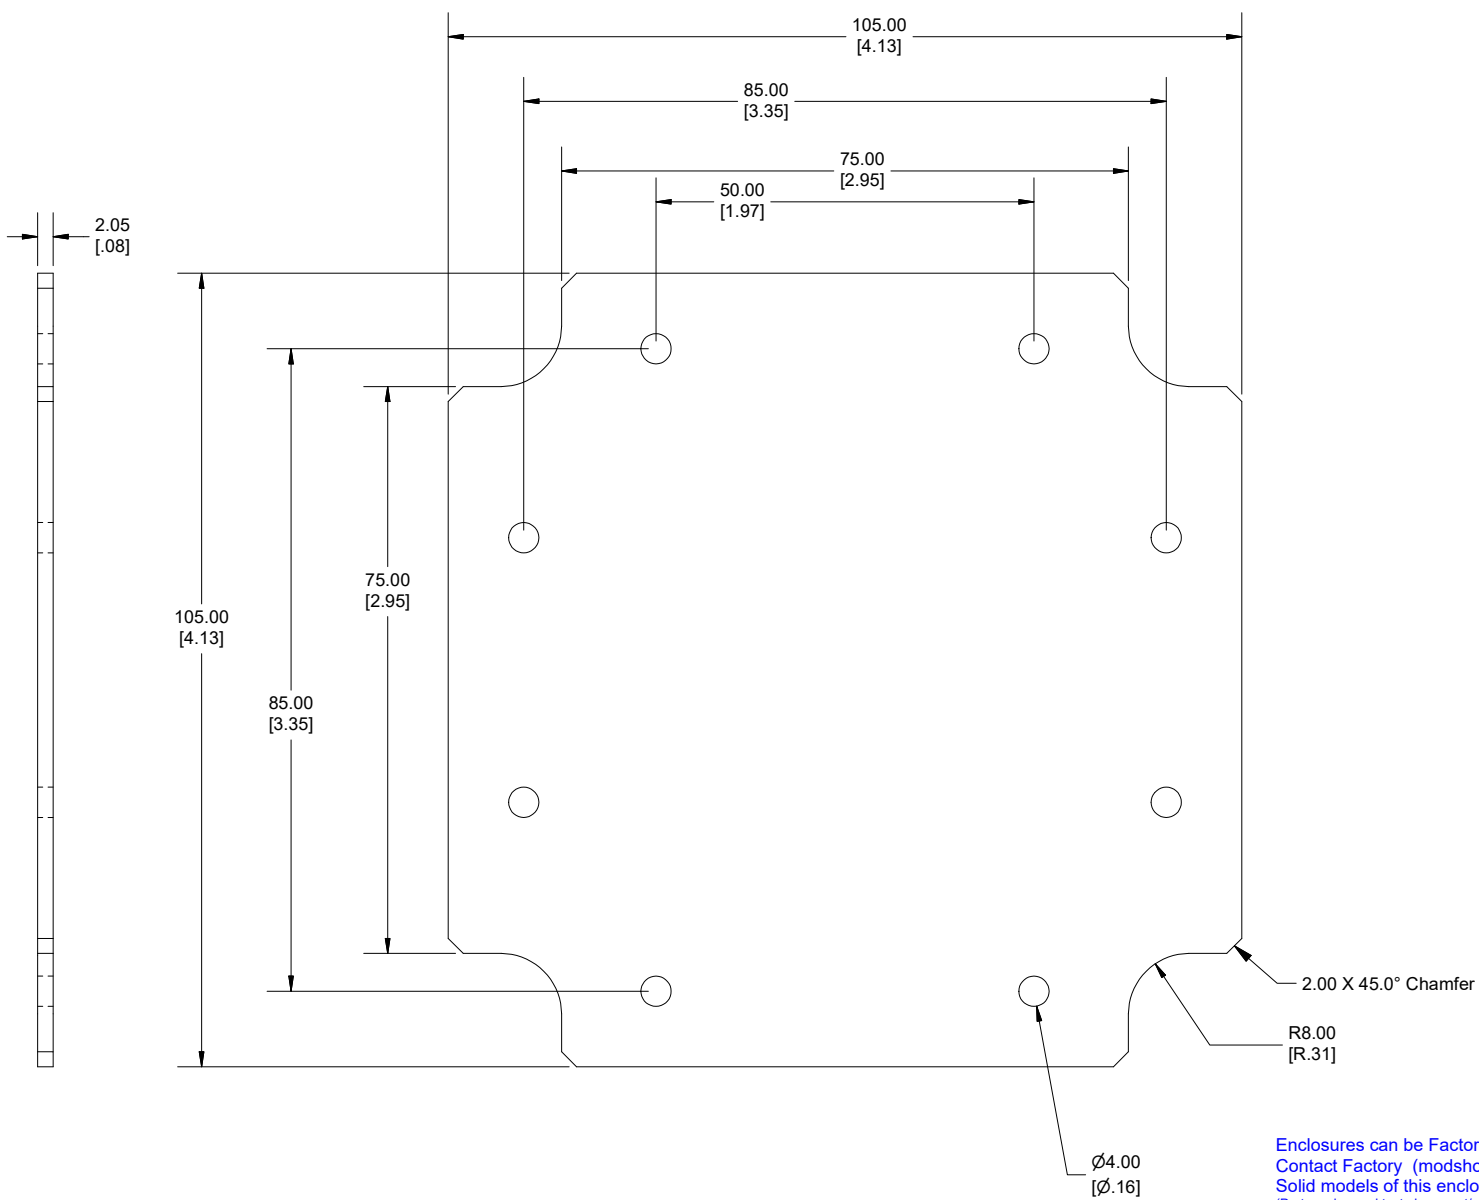 105.00
[4.13]
85.00
[3.35]
75.00
[2.95]
50.00
[1.97]
2.05
[.08]
75.00
[2.95]
105.00
[4.13]
85.00
[3.35]
2.00 X 45.0° Chamfer
R8.00
[R.31]
Ø4.00
[Ø.16]
Enclosures can be Factor
Contact Factory (modsho
Solid models of this enclo